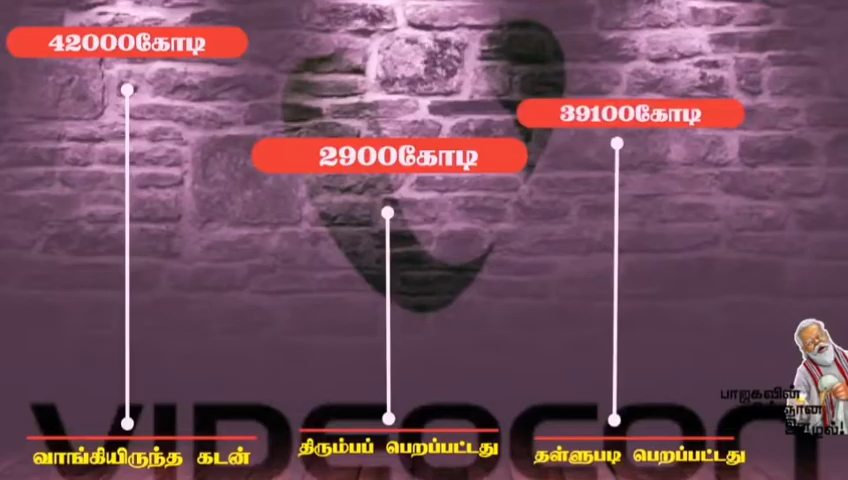 42000கோடி
2900கோடி
39100கோடி
வாங்கியிருந்த கடன்
திரும்பப் பெறப்பட்டது
தள்ளுபடி பெறப்பட்டது
VIDEOCON
பாஜகவின்